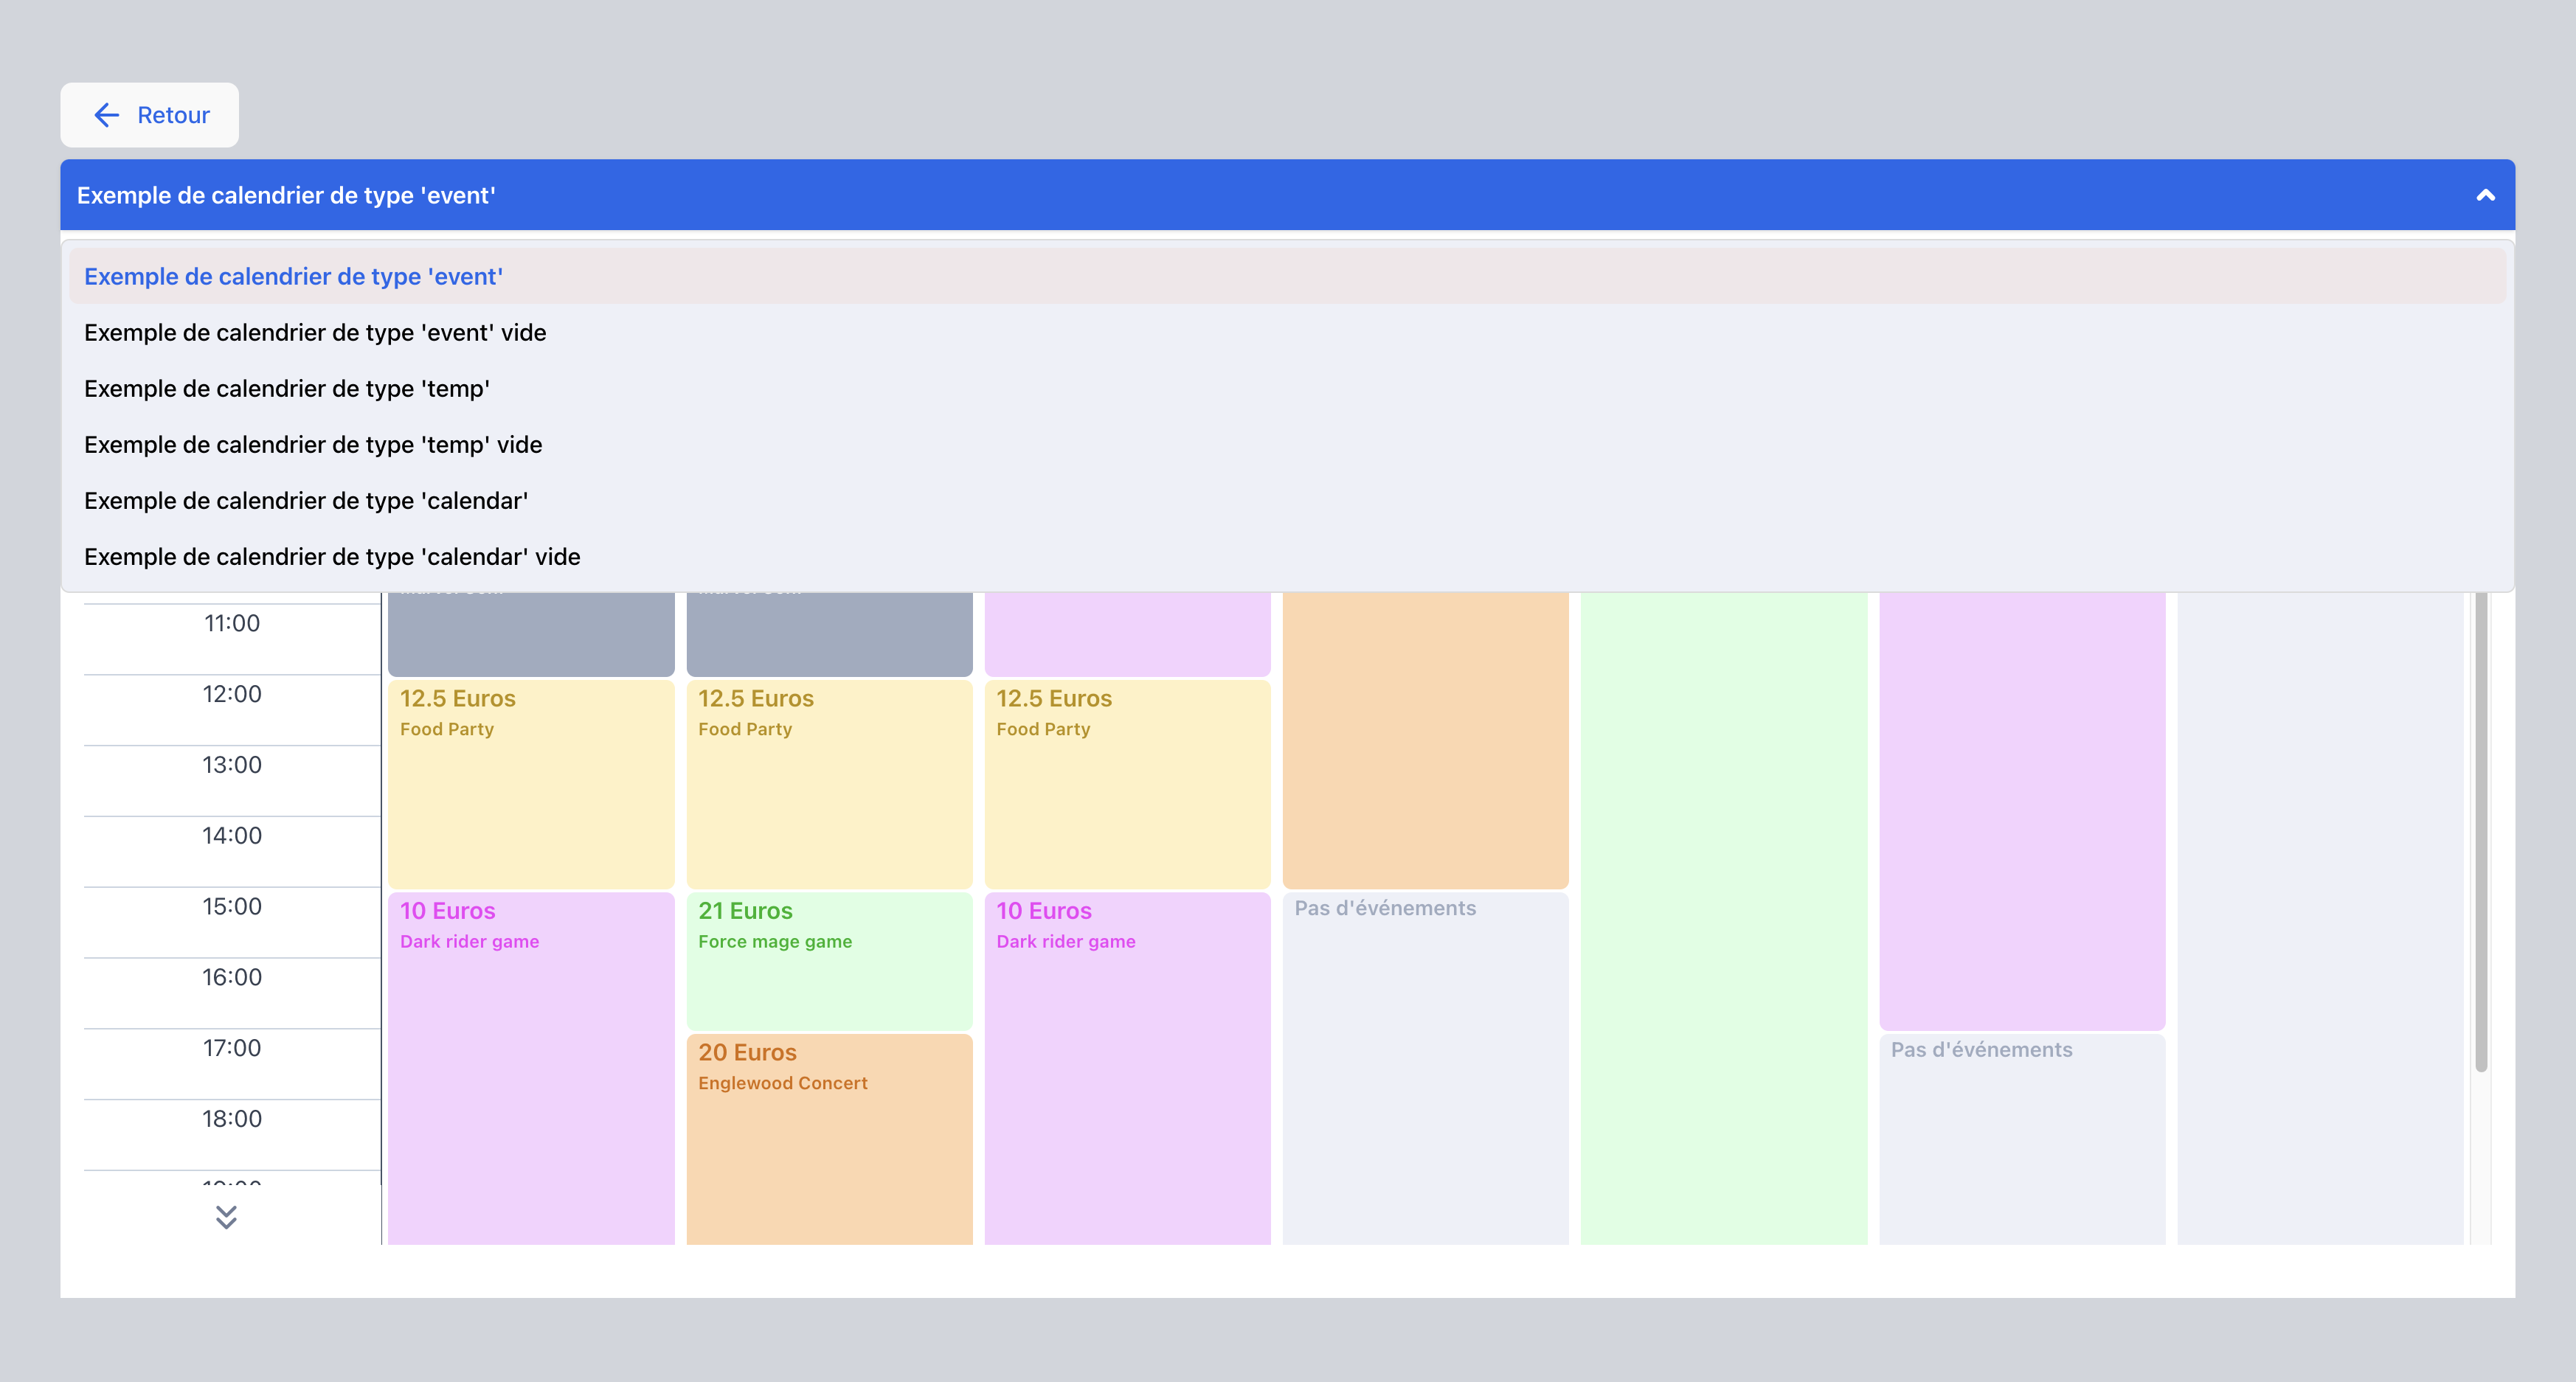 Retour
Exemple de calendrier de type 'event'
Exemple de calendrier de type 'event'
Exemple de calendrier de type 'event' vide
Exemple de calendrier de type 'temp'
Exemple de calendrier de type 'temp' vide
Exemple de calendrier de type 'calendar'
Exemple de calendrier de type 'calendar' vide
11:00
12:00
12.5 Euros
Food Party
12.5 Euros
Food Party
12.5 Euros
Food Party
13:00
14:00
15:00
10 Euros
Dark rider game
21 Euros
Force mage game
10 Euros
Dark rider game
Pas d'événements
16:00
17:00
20 Euros
Englewood Concert
Pas d'événements
18:00